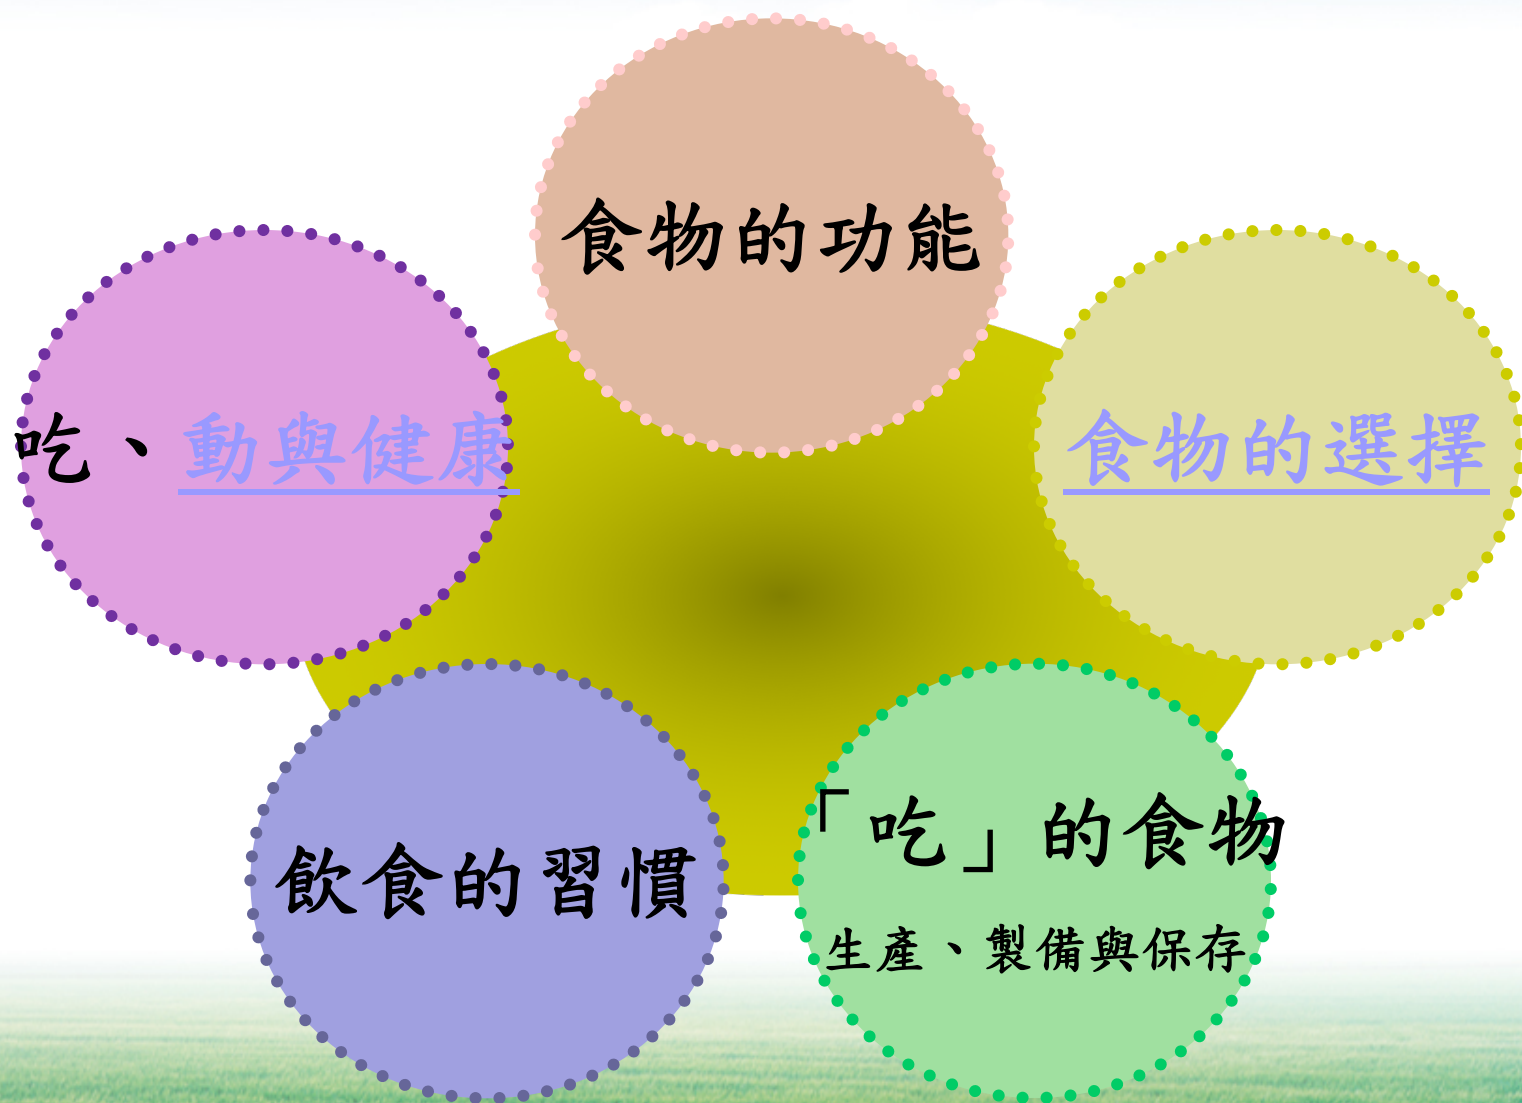 食物的功能
吃、動與健康
食物的選擇
「吃」的食物
生產、製備與保存
飲食的習慣